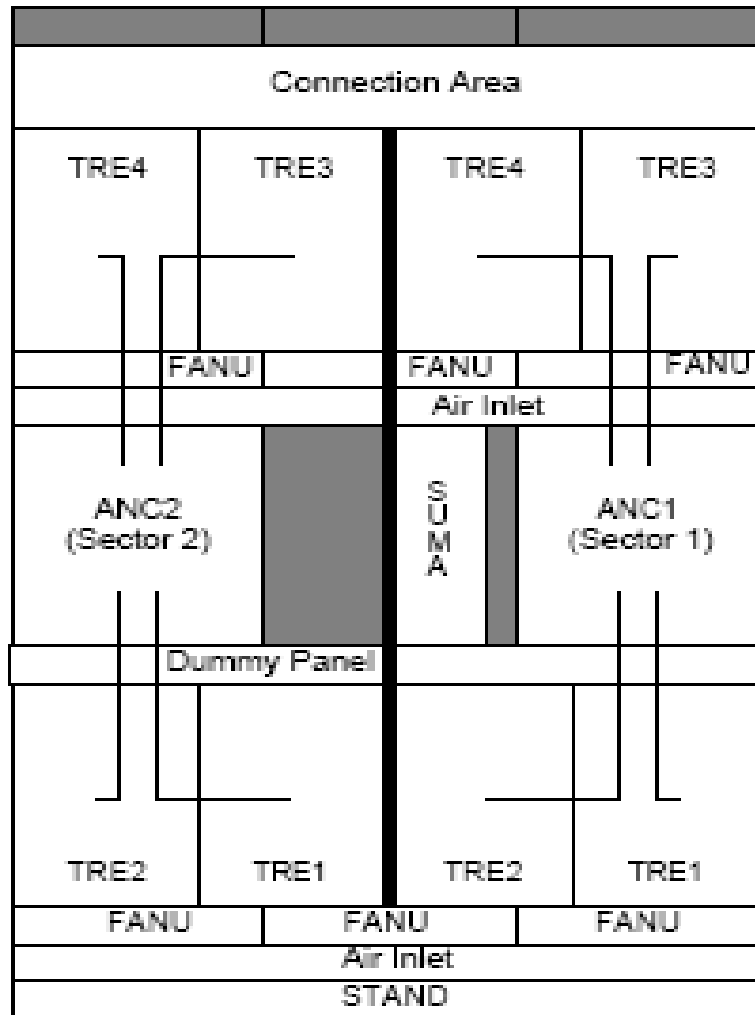 Connection Area
TRE4 TRE3 TRE4 TRE3
FANU FANU FANU
Air Inlet
ANC2
(Sector 2)
SUMA
ANC1
(Sector 1)
Dummy Panel
TRE2 TRE1 TRE2 TRE1
FANU FANU FANU
Air Inlet
STAND